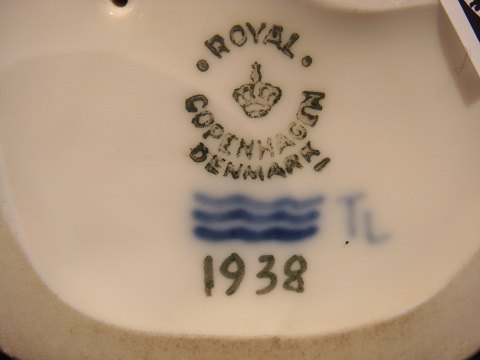 ROYAL
COPENHAGEN
DENMARK
TL
1938